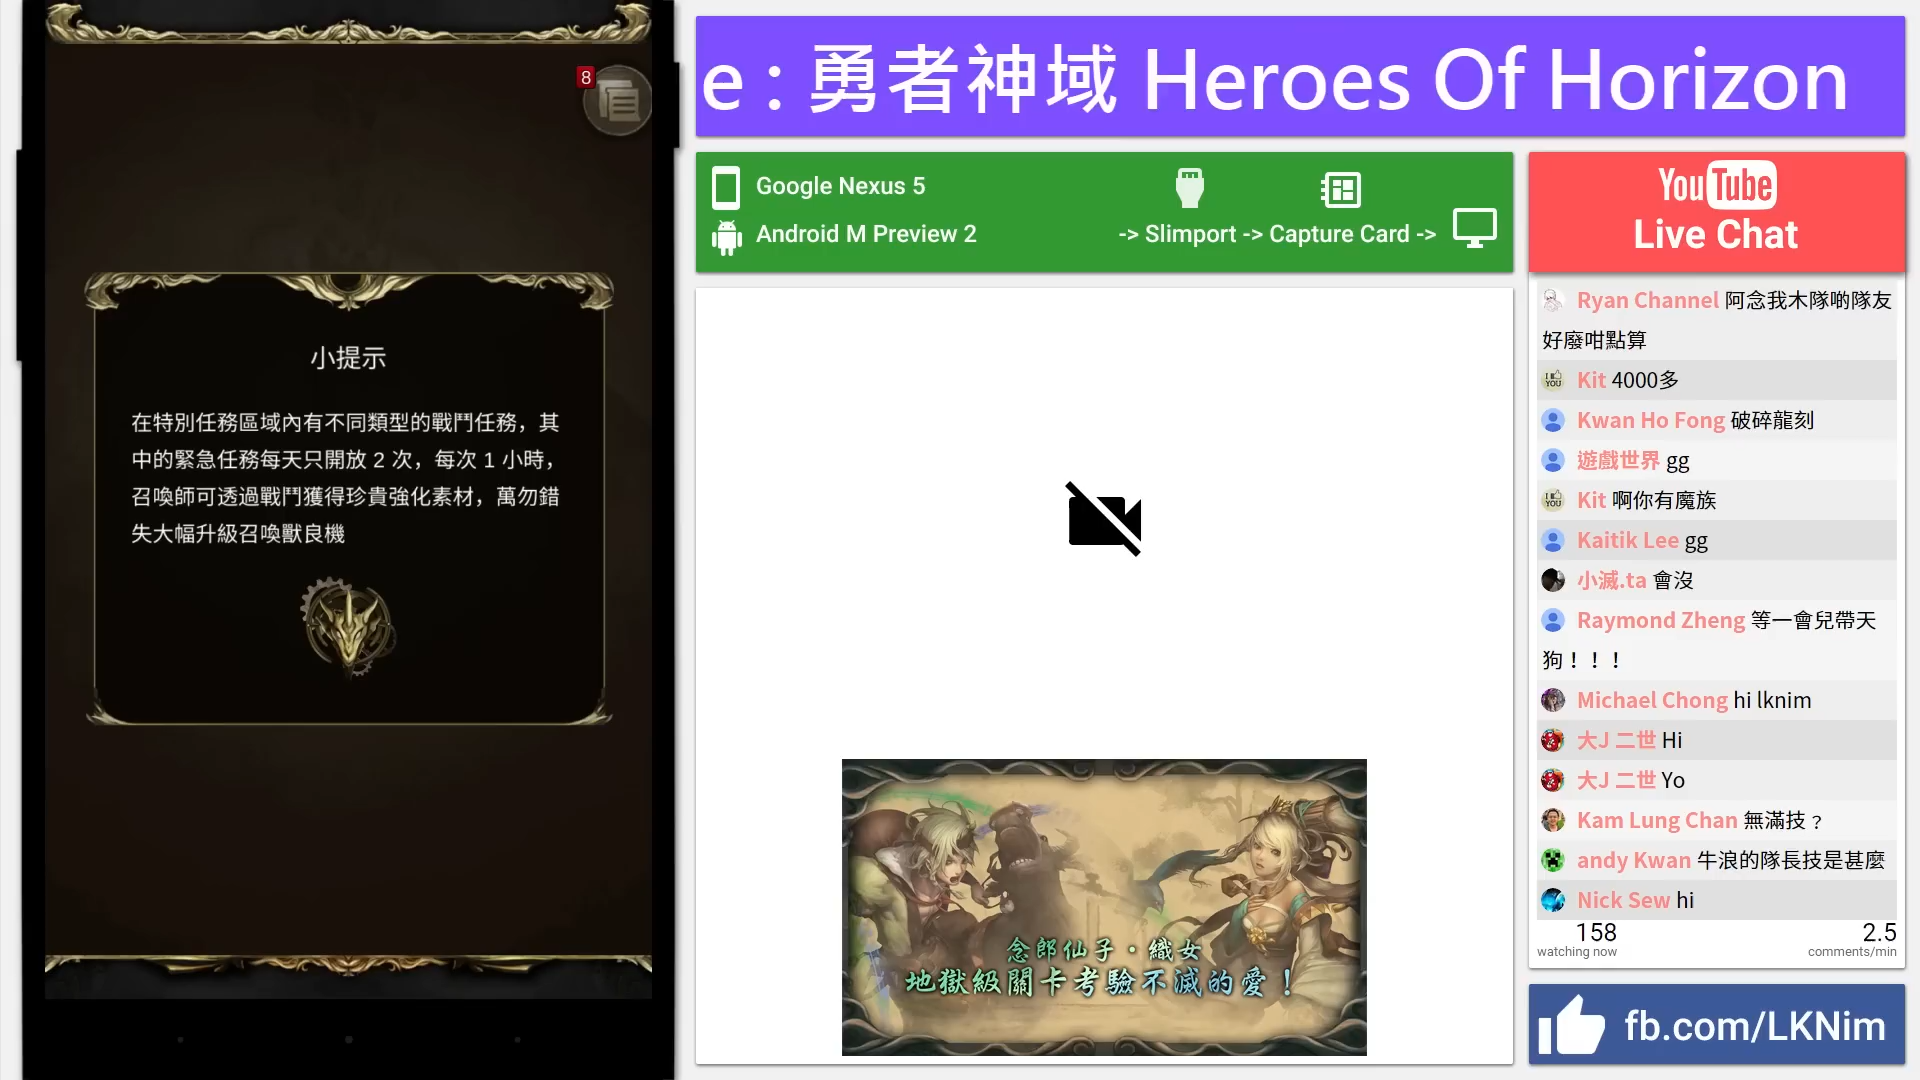 8
小提示
在特別任務區域內有不同類型的戰鬥任務，其
中的緊急任務每天只開放 2 次，每次 1 小時，
召喚師可透過戰鬥獲得珍貴強化素材，萬勿錯
失大幅升級召喚獸良機
e : 勇者神域 Heroes Of Horizon
Google Nexus 5
Android M Preview 2
-> Slimport -> Capture Card ->
念郎仙子・織女
地獄級關卡考驗不滅的愛！
YouTube
Live Chat
Ryan Channel 阿念我木隊啲隊友
好廢咁點算
I YOU
Kit 4000多
Kwan Ho Fong 破碎龍刻
遊戲世界 gg
I YOU
Kit 啊你有魔族
Kaitik Lee gg
小滅.ta 會沒
Raymond Zheng 等一會兒帶天
狗！！！
Michael Chong hi lknim
大J 二世 Hi
大J 二世 Yo
Kam Lung Chan 無滿技？
andy Kwan 牛浪的隊長技是甚麼
Nick Sew hi
158
watching now
2.5
comments/min
fb.com/LKNim